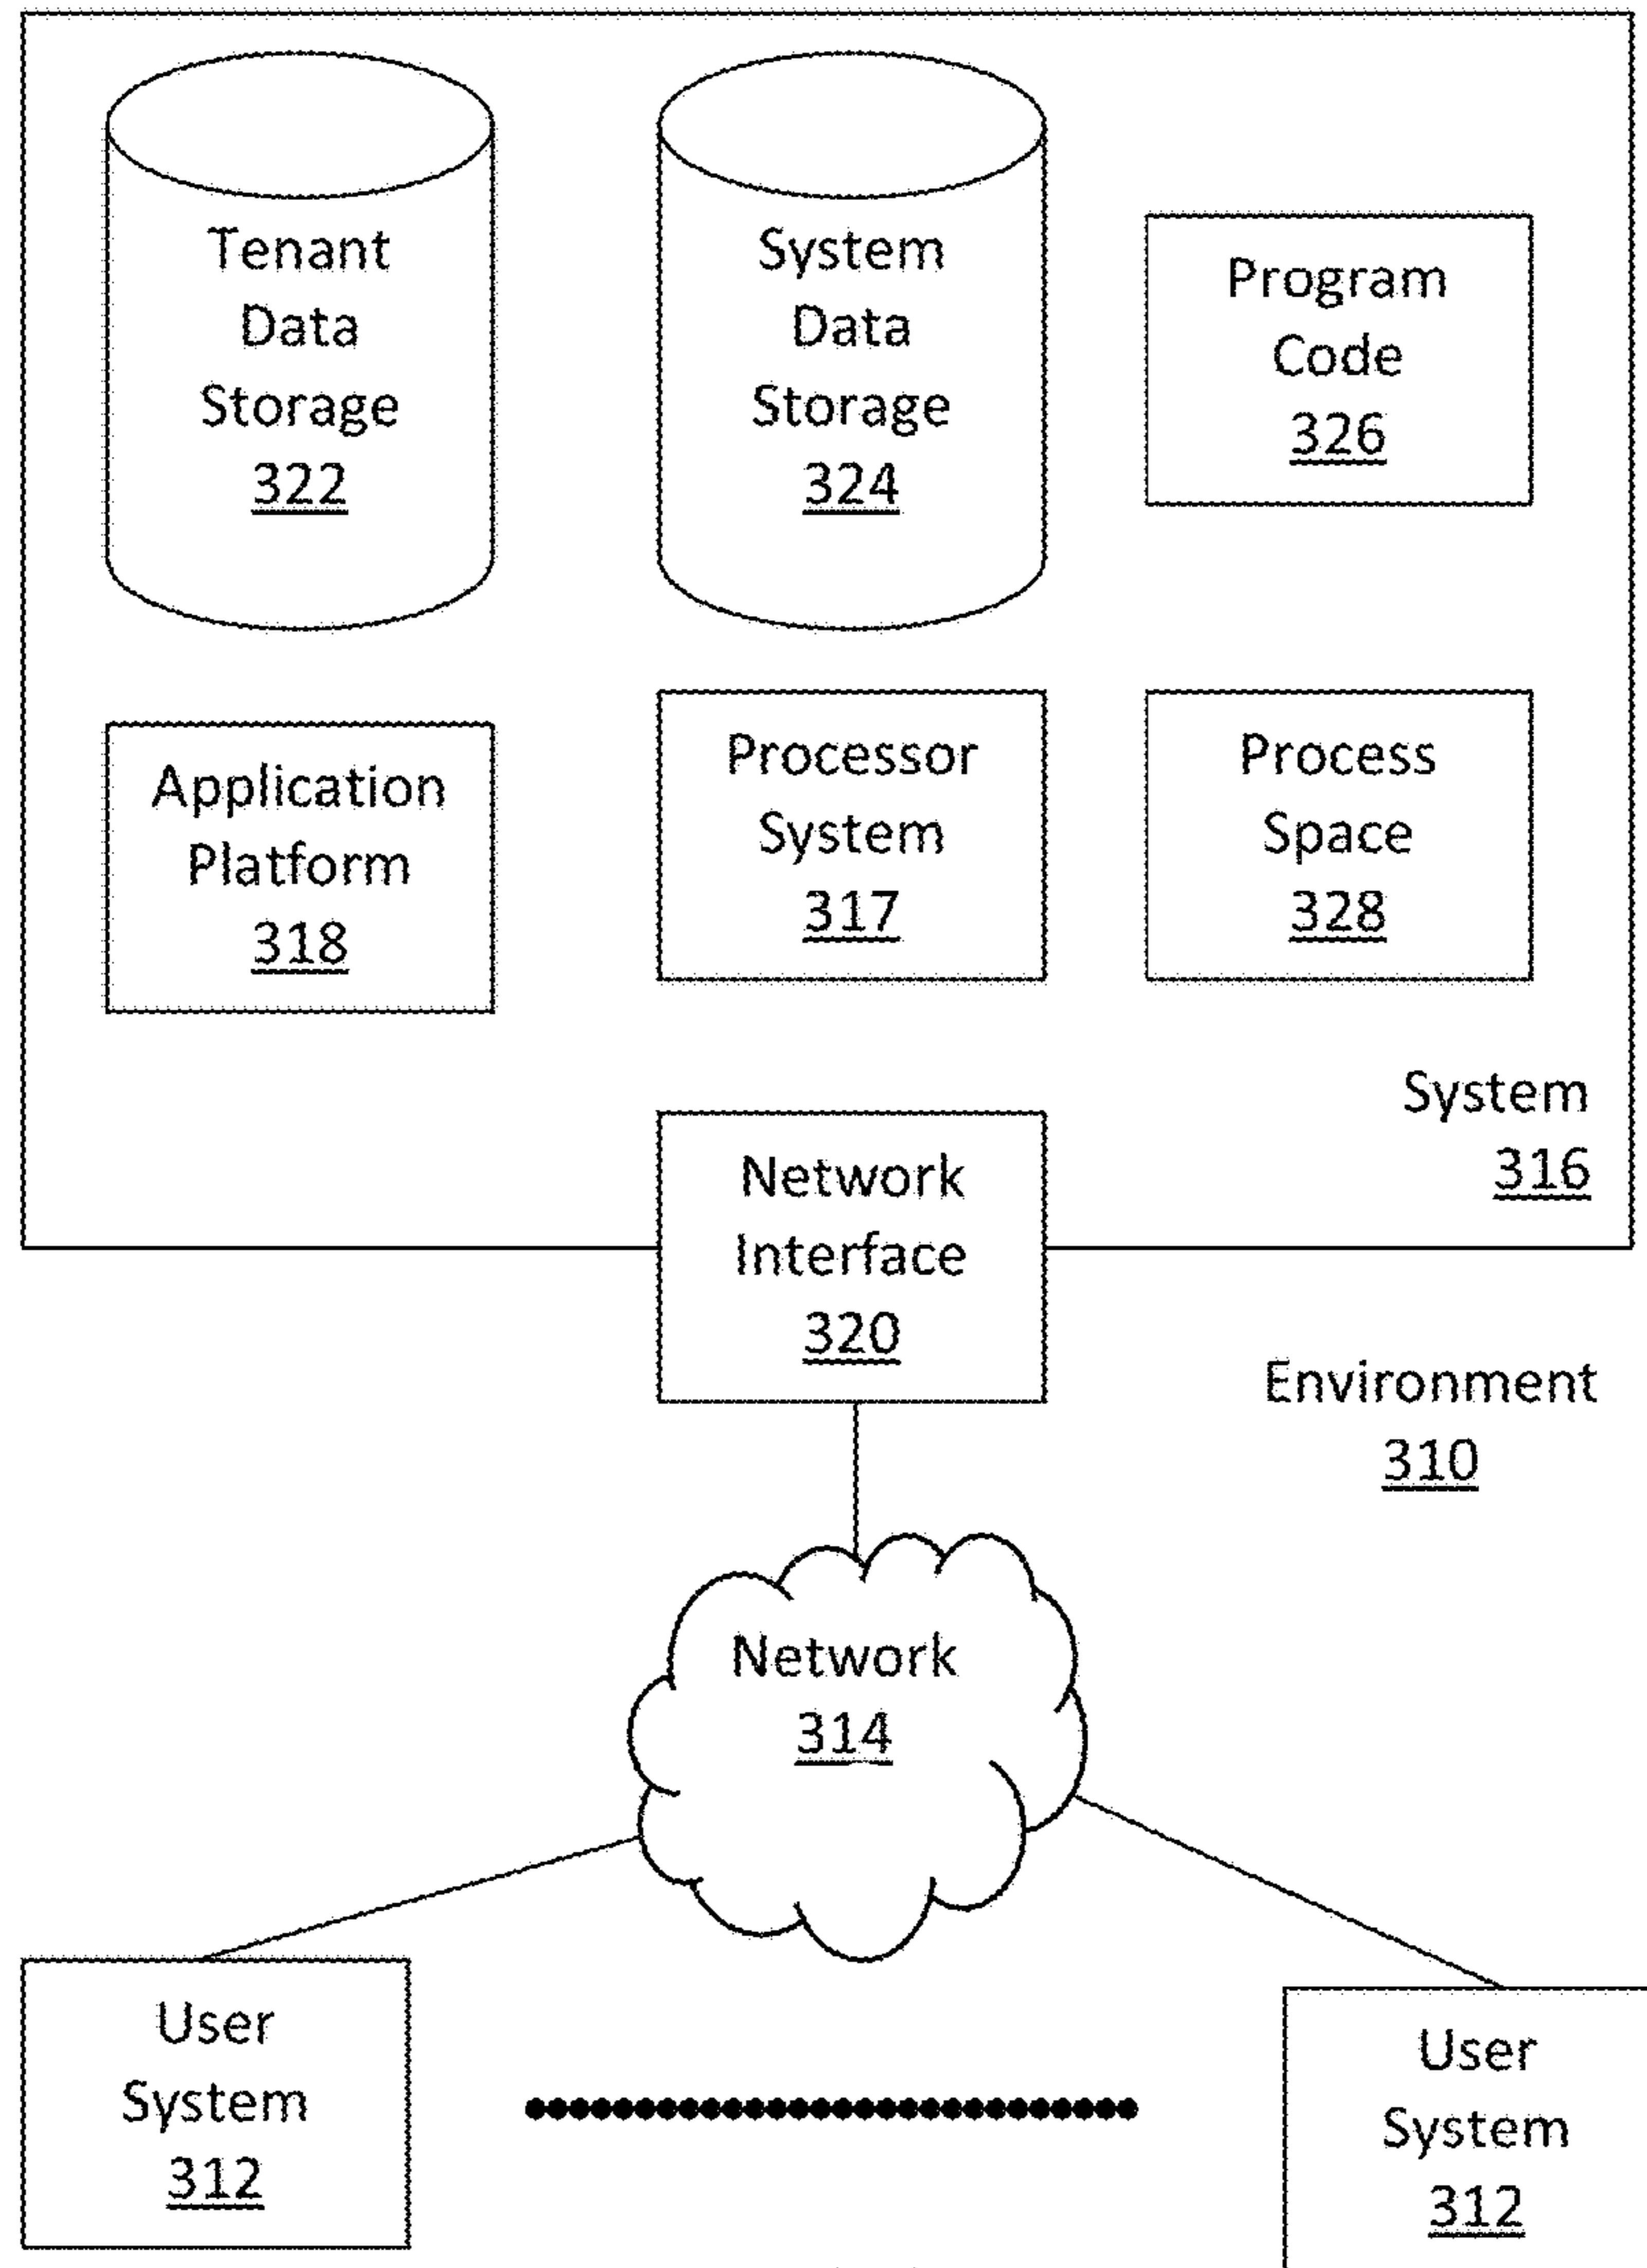 Tenant
Data
Storage
322
System
Data
Storage
324
Program
Code
326
Application
Platform
318
Processor
System
317
Process
Space
328
System
316
Network
Interface
320
Environment
310
Network
314
User
System
312
User
System
312